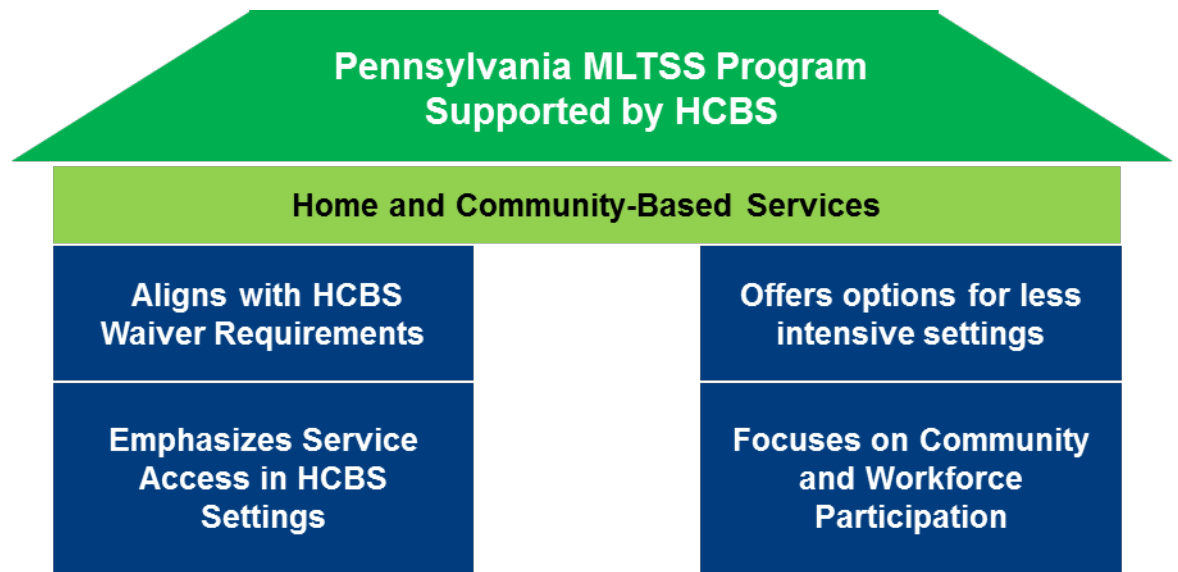 Pennsylvania MLTSS Program
Supported by HCBS
Home and Community-Based Services
Aligns with HCBS
Waiver Requirements
Offers options for less
intensive settings
Emphasizes Service
Access in HCBS
Settings
Focuses on Community
and Workforce
Participation